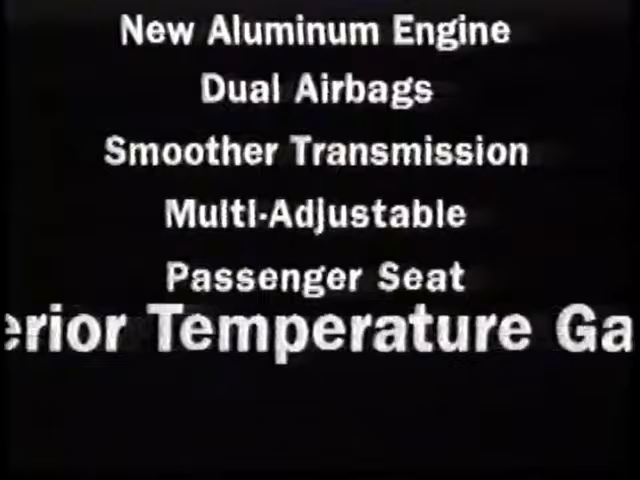 New Aluminum Engine
Dual Airbags
Smoother Transmission
Multi-Adjustable
Passenger Seat
erior Temperature Ga